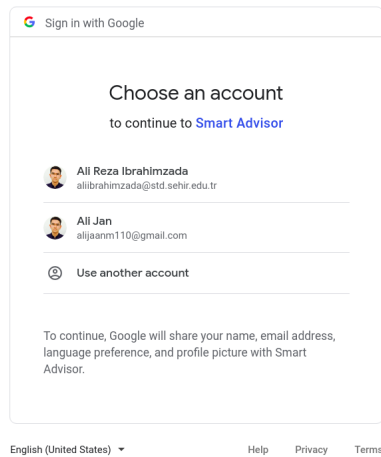 Sign in with Google
Choose an account
to continue to Smart Advisor
Ali Reza Ibrahimzada
aliibrahimzada@std.sehir.edu.tr
Ali Jan
alijaanm110@gmail.com
Use another account
To continue, Google will share your name, email address,
language preference, and profile picture with Smart
Advisor.
English (United States) Help Privacy Terms